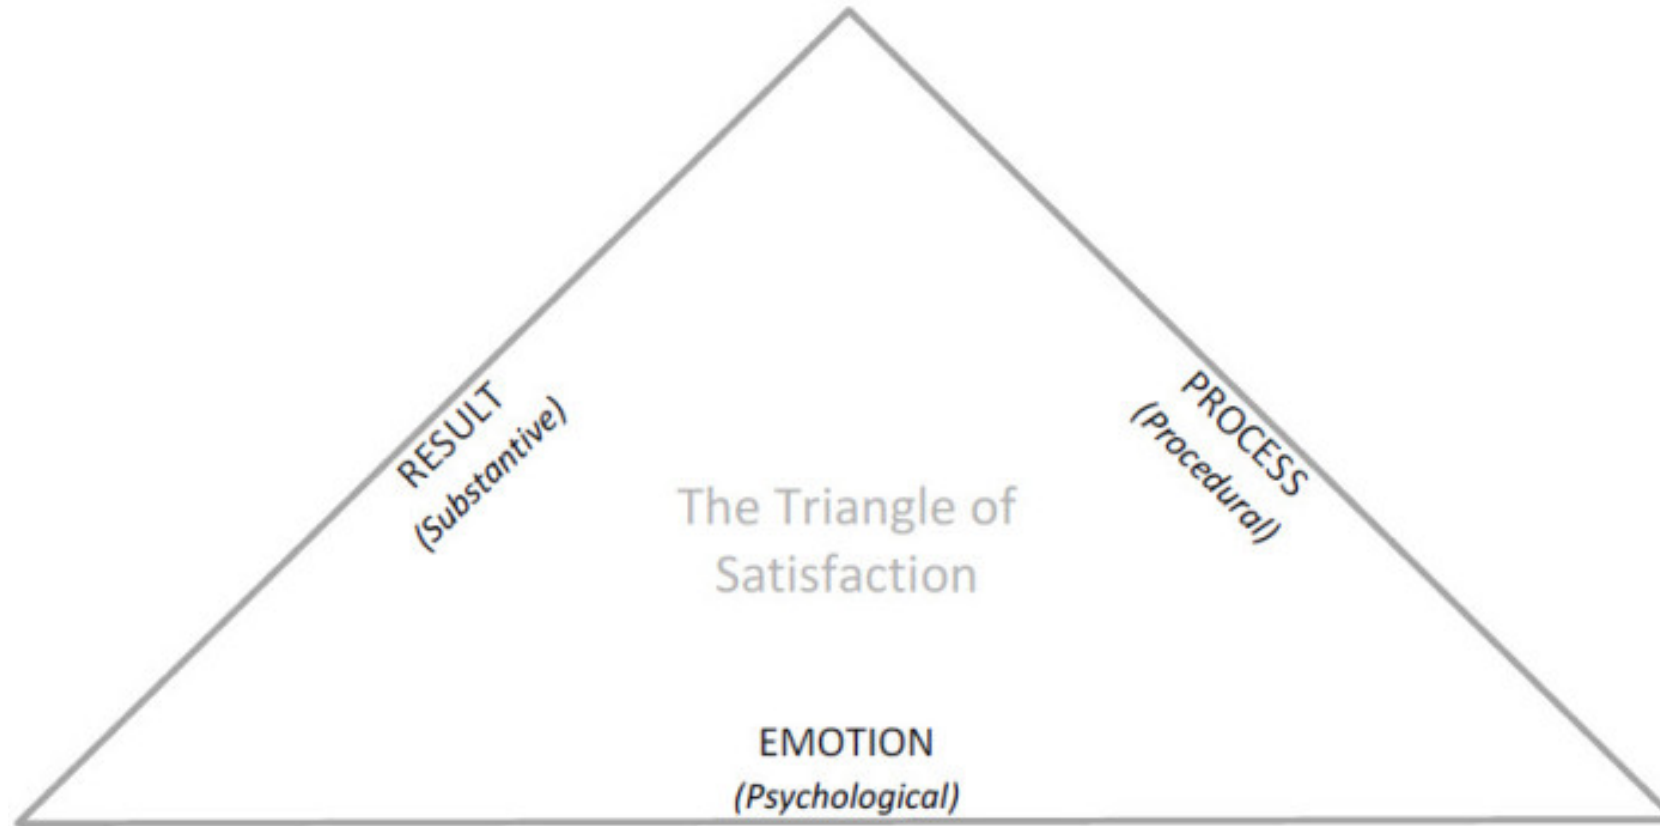 RESULT
(Substantive)
PROCESS
(Procedural)
The Triangle of
Satisfaction
EMOTION
(Psychological)